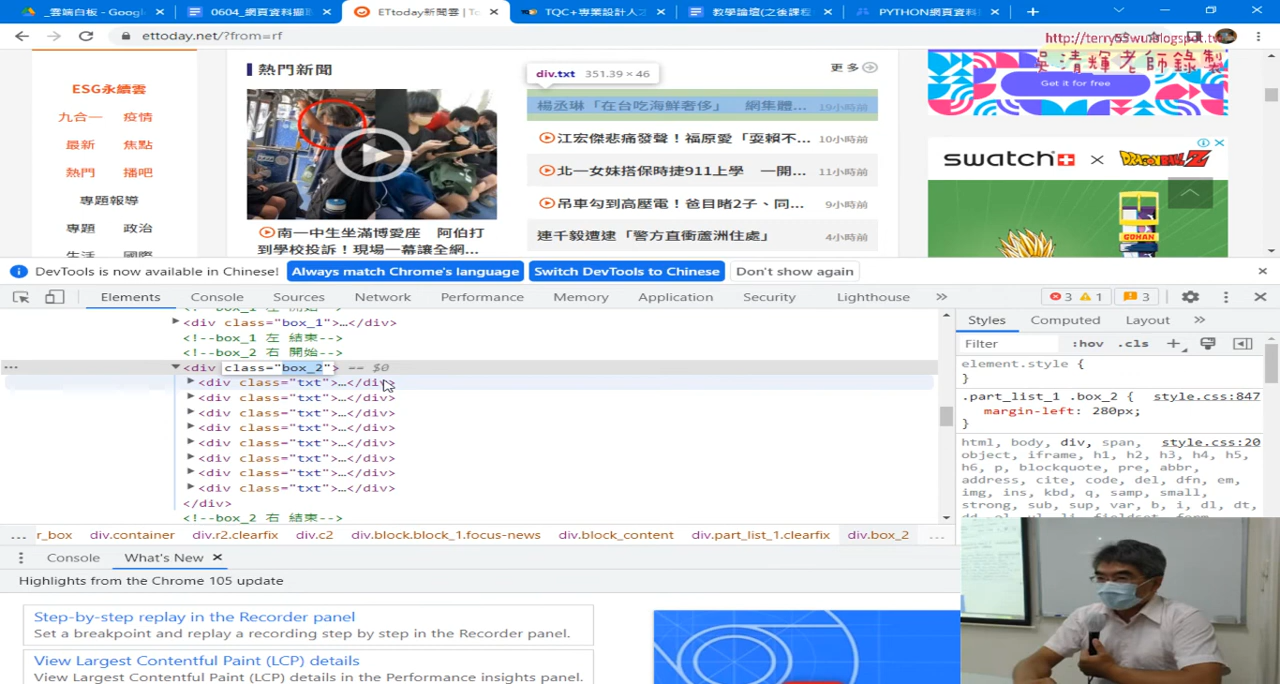 _雲端白板 - Googl
0604_網頁資料擷
ETtoday新聞雲 | To
TQC+專業設計人才
教學論壇(之後課程
PYTHON網頁資料
ettoday.net/?from=rf
http://terry55wu.blogspot.tw
吳清輝老師錄製
ESG永續雲
九合一 疫情
最新 焦點
熱門 播吧
專題報導
專題 政治
生活 國際
熱門新聞
更多
div.txt 351.39 × 46
楊丞琳「在台吃海鮮奢侈」 網集體... 19小時前
江宏傑悲痛發聲！福原愛「耍賴不... 10小時前
北一女妹搭保時捷911上學 一開... 11小時前
吊車勾到高壓電！爸目睹2子、同... 9小時前
連千毅遭逮「警方直衝蘆洲住處」 4小時前
南一中生坐滿博愛座 阿伯打
到學校投訴！現場一幕讓全網...
Get it for free
swatch × DRAGONBALL Z
GOHAN
DevTools is now available in Chinese!
Always match Chrome's language
Switch DevTools to Chinese
Don't show again
Elements Console Sources Network Performance Memory Application Security Lighthouse
3 1 3
<!--box_1 左 開始-->
<div class="box_1">…</div>
<!--box_1 左 結束-->
<!--box_2 右 開始-->
<div class="box_2"> == $0
<div class="txt">…</div>
<div class="txt">…</div>
<div class="txt">…</div>
<div class="txt">…</div>
<div class="txt">…</div>
<div class="txt">…</div>
<div class="txt">…</div>
<div class="txt">…</div>
</div>
<!--box_2 右 結束-->
... r_box div.container div.r2.clearfix div.c2 div.block.block_1.focus-news div.block_content div.part_list_1.clearfix div.box_2 ...
Styles Computed Layout
Filter :hov .cls
element.style {
}
.part_list_1 .box_2 { style.css:847
margin-left: 280px;
}
html, body, div, span, style.css:20
object, iframe, h1, h2, h3, h4, h5,
h6, p, blockquote, pre, abbr,
address, cite, code, del, dfn, em,
img, ins, kbd, q, samp, small,
strong, sub, sup, var, b, i, dl, dt,
Console What's New
Highlights from the Chrome 105 update
Step-by-step replay in the Recorder panel
Set a breakpoint and replay a recording step by step in the Recorder panel.
View Largest Contentful Paint (LCP) details
View Largest Contentful Paint (LCP) details in the Performance insights panel.